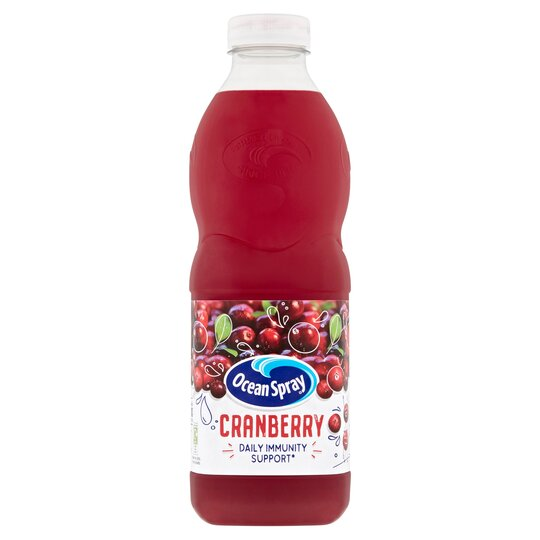 Ocean Spray®
CRANBERRY
DAILY IMMUNITY
SUPPORT*